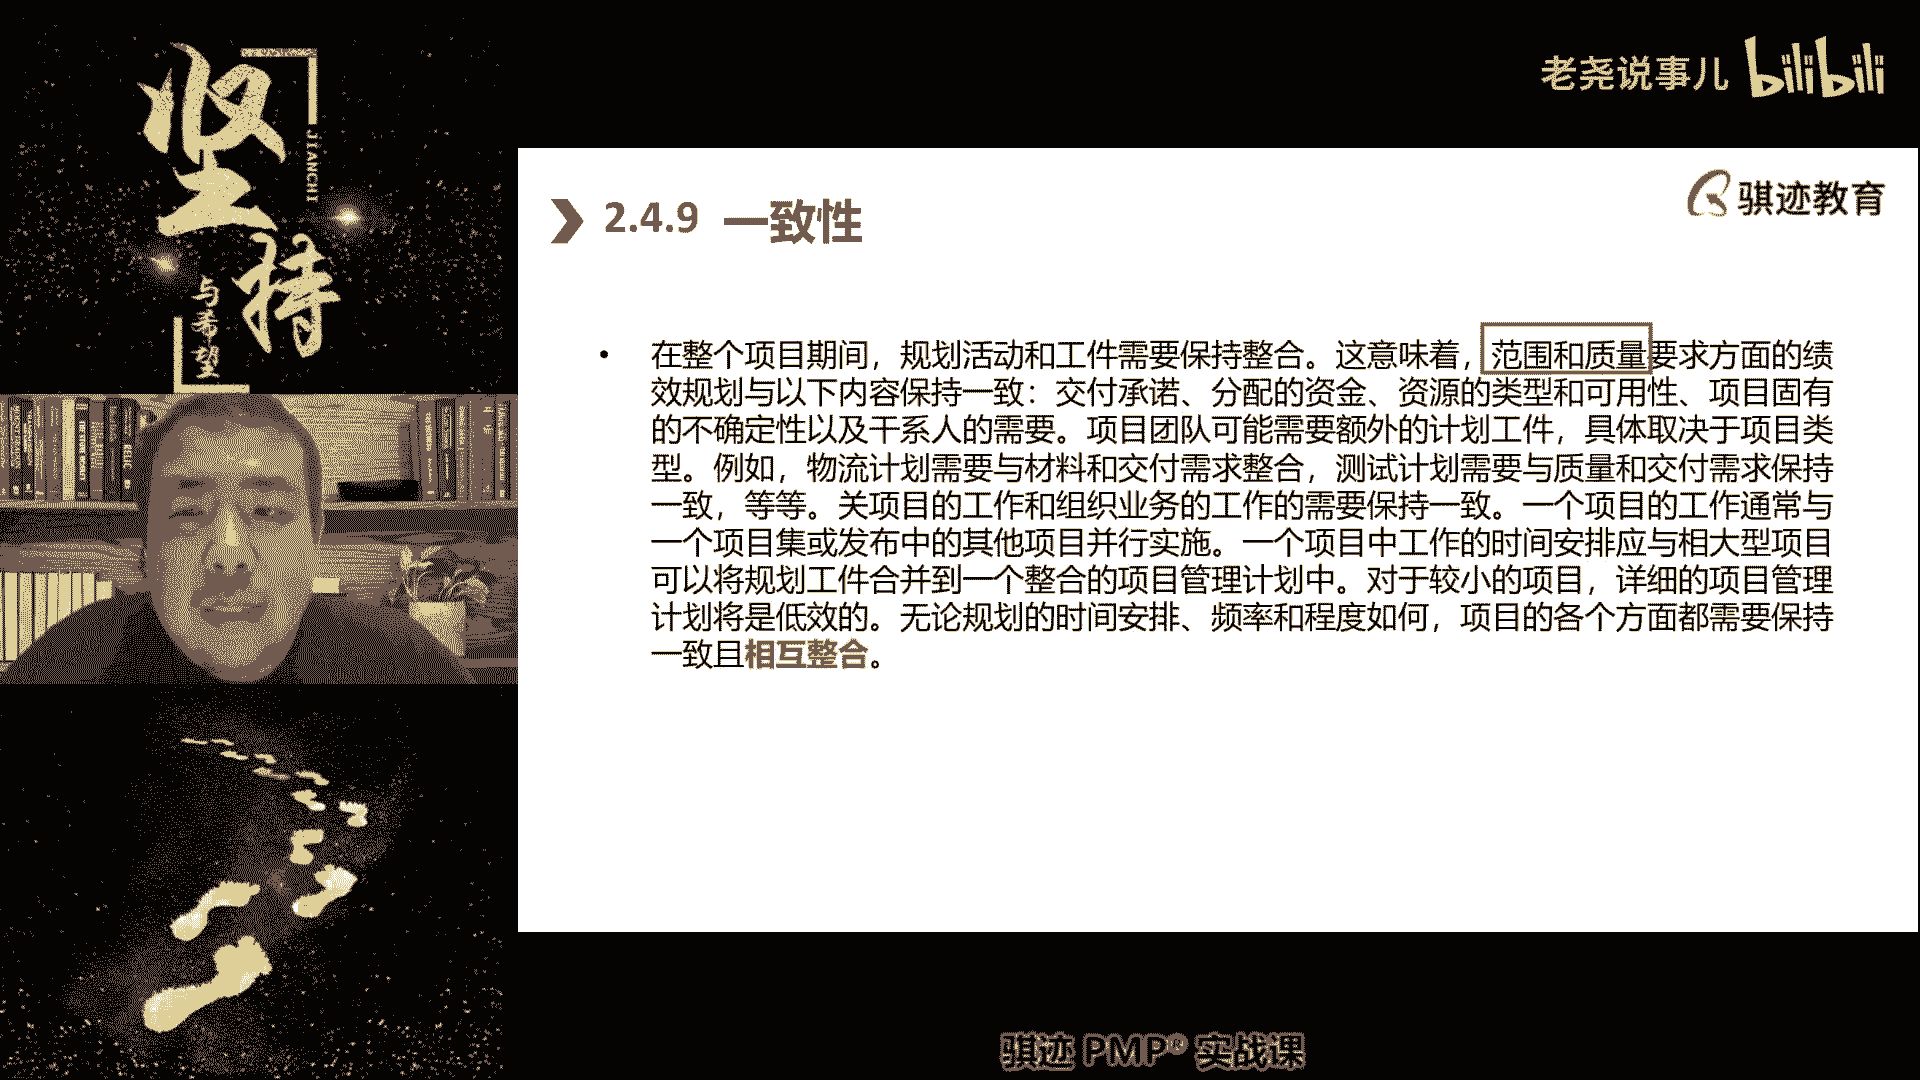 坚持
JIANCHI
与希望
老尧说事儿 bilibili
骐迹教育
2.4.9 一致性
• 在整个项目期间，规划活动和工件需要保持整合。这意味着，范围和质量要求方面的绩
效规划与以下内容保持一致：交付承诺、分配的资金、资源的类型和可用性、项目固有
的不确定性以及干系人的需要。项目团队可能需要额外的计划工件，具体取决于项目类
型。例如，物流计划需要与材料和交付需求整合，测试计划需要与质量和交付需求保持
一致，等等。关项目的工作和组织业务的工作的需要保持一致。一个项目的工作通常与
一个项目集或发布中的其他项目并行实施。一个项目中工作的时间安排应与相大型项目
可以将规划工件合并到一个整合的项目管理计划中。对于较小的项目，详细的项目管理
计划将是低效的。无论规划的时间安排、频率和程度如何，项目的各个方面都需要保持
一致且相互整合。
骐迹 PMP® 实战课